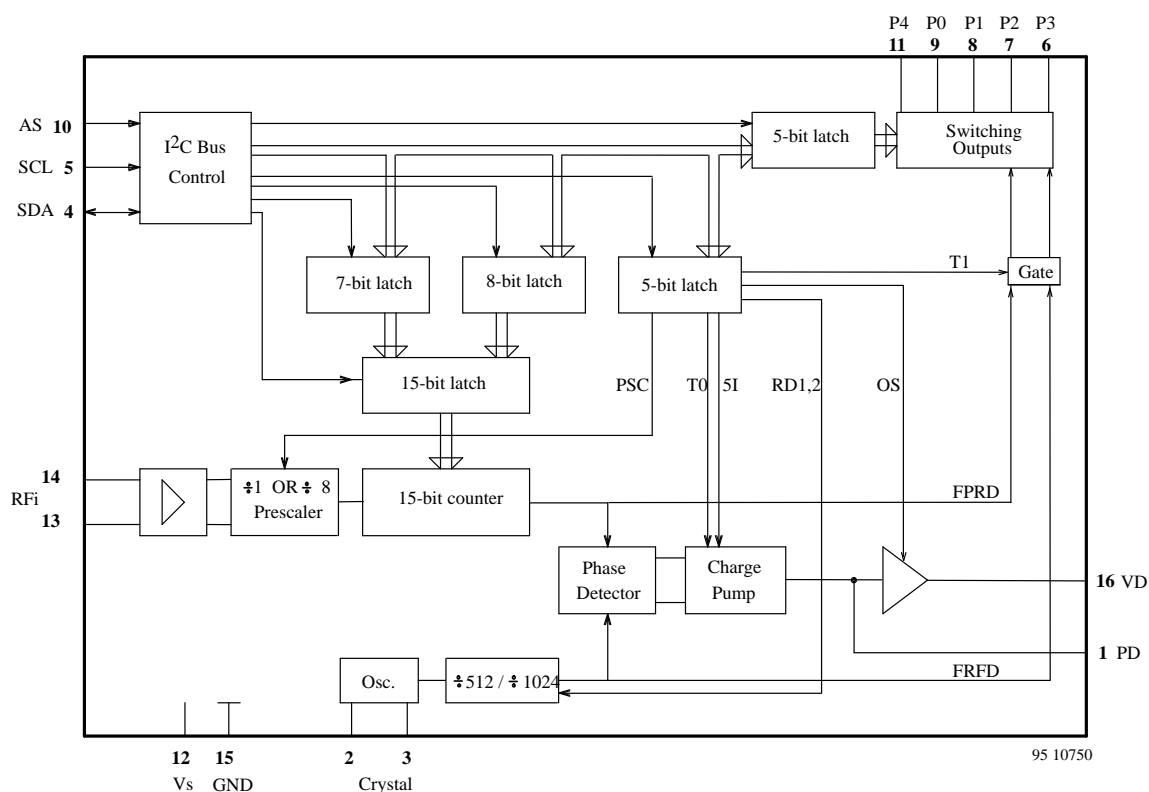 P4 P0 P1 P2 P3
11 9 8 7 6
AS 10
I2C Bus
Control
5-bit latch
Switching
Outputs
SCL 5
SDA 4
7-bit latch
8-bit latch
5-bit latch
T1
Gate
15-bit latch
PSC
T0
5I
RD1,2
OS
14
RFi
13
÷1 OR ÷ 8
Prescaler
15-bit counter
FPRD
Phase
Detector
Charge
Pump
16 VD
1 PD
Osc.
÷512 / ÷1024
FRFD
12
Vs
15
GND
2
3
Crystal
95 10750